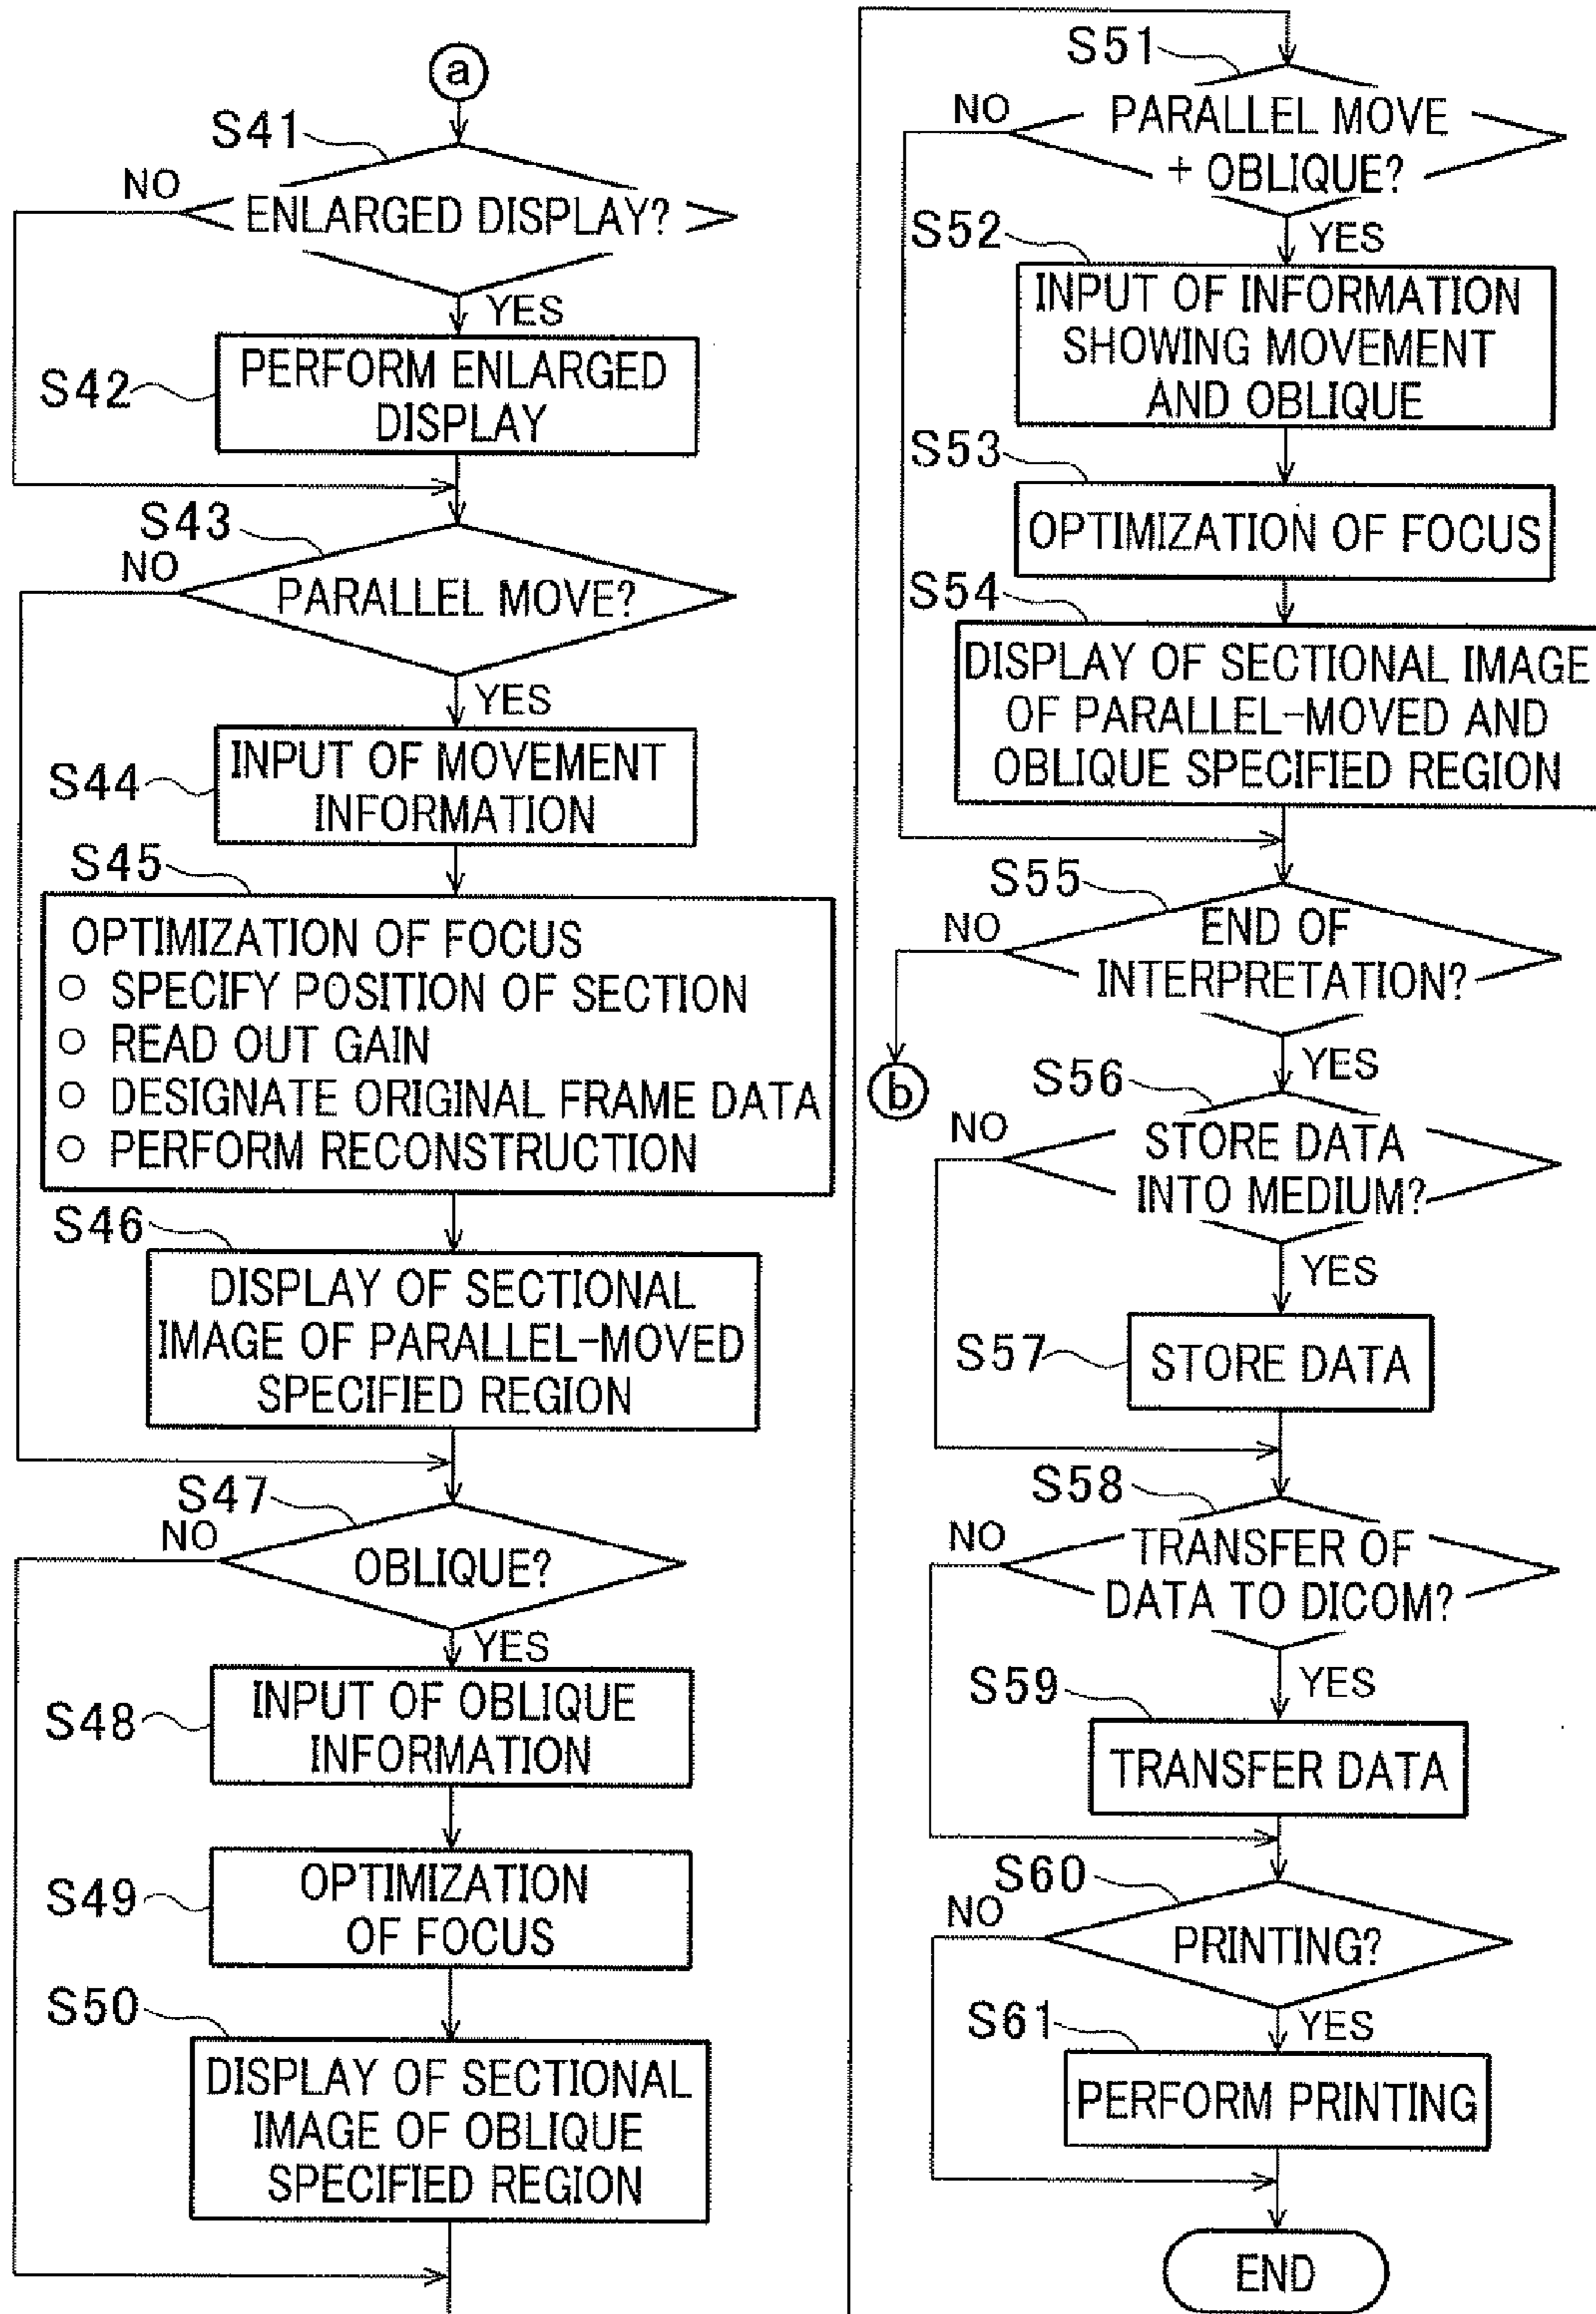 a
S41
NO
ENLARGED DISPLAY?
YES
S42
PERFORM ENLARGED
DISPLAY
S43
NO
PARALLEL MOVE?
YES
S44
INPUT OF MOVEMENT
INFORMATION
S45
OPTIMIZATION OF FOCUS
○ SPECIFY POSITION OF SECTION
○ READ OUT GAIN
○ DESIGNATE ORIGINAL FRAME DATA
○ PERFORM RECONSTRUCTION
S46
DISPLAY OF SECTIONAL
IMAGE OF PARALLEL-MOVED
SPECIFIED REGION
S47
NO
OBLIQUE?
YES
S48
INPUT OF OBLIQUE
INFORMATION
S49
OPTIMIZATION
OF FOCUS
S50
DISPLAY OF SECTIONAL
IMAGE OF OBLIQUE
SPECIFIED REGION
S51
NO
PARALLEL MOVE
+ OBLIQUE?
YES
S52
INPUT OF INFORMATION
SHOWING MOVEMENT
AND OBLIQUE
S53
OPTIMIZATION OF FOCUS
S54
DISPLAY OF SECTIONAL IMAGE
OF PARALLEL-MOVED AND
OBLIQUE SPECIFIED REGION
S55
NO
END OF
INTERPRETATION?
b
YES
S56
NO
STORE DATA
INTO MEDIUM?
YES
S57
STORE DATA
S58
NO
TRANSFER OF
DATA TO DICOM?
YES
S59
TRANSFER DATA
S60
NO
PRINTING?
YES
S61
PERFORM PRINTING
END